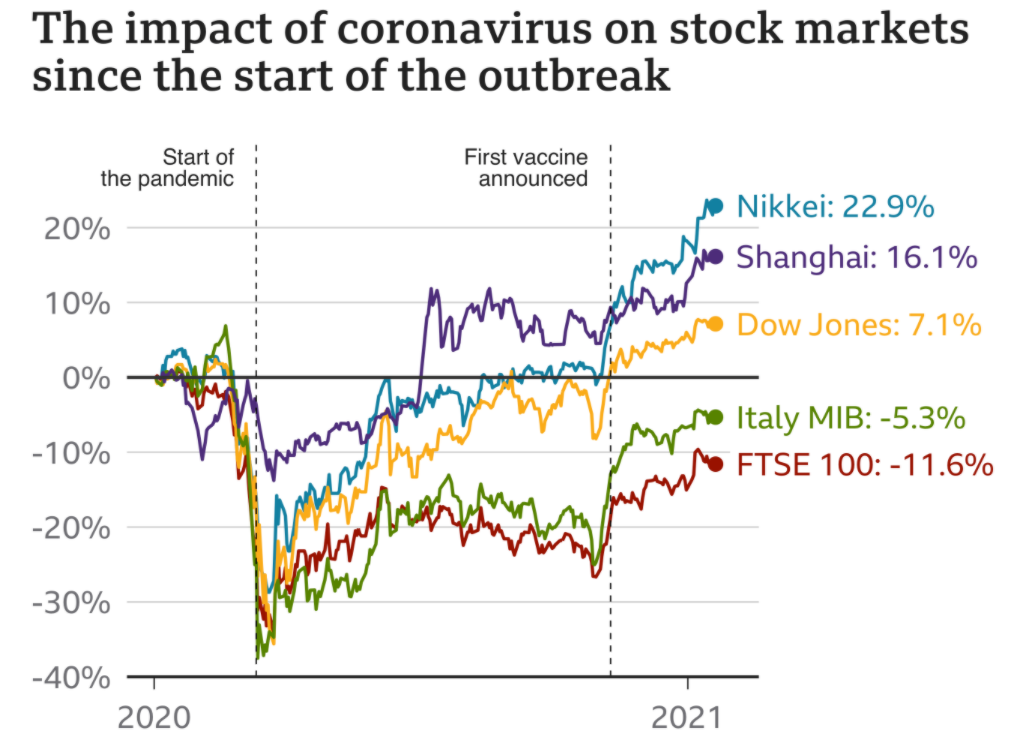 The impact of coronavirus on stock markets
since the start of the outbreak
Start of
the pandemic
First vaccine
announced
20%
10%
0%
-10%
-20%
-30%
-40%
Nikkei: 22.9%
Shanghai: 16.1%
Dow Jones: 7.1%
Italy MIB: -5.3%
FTSE 100: -11.6%
2020
2021